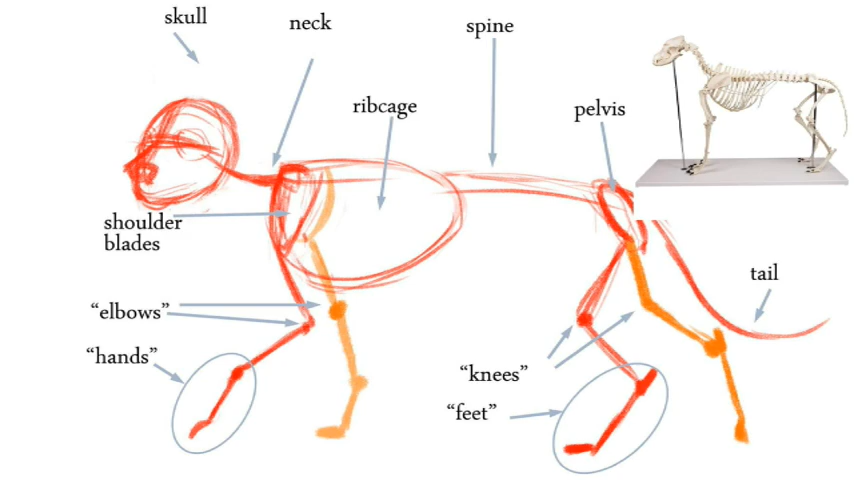 skull
neck
spine
ribcage
pelvis
shoulder
blades
tail
“elbows”
“hands”
“knees”
“feet”